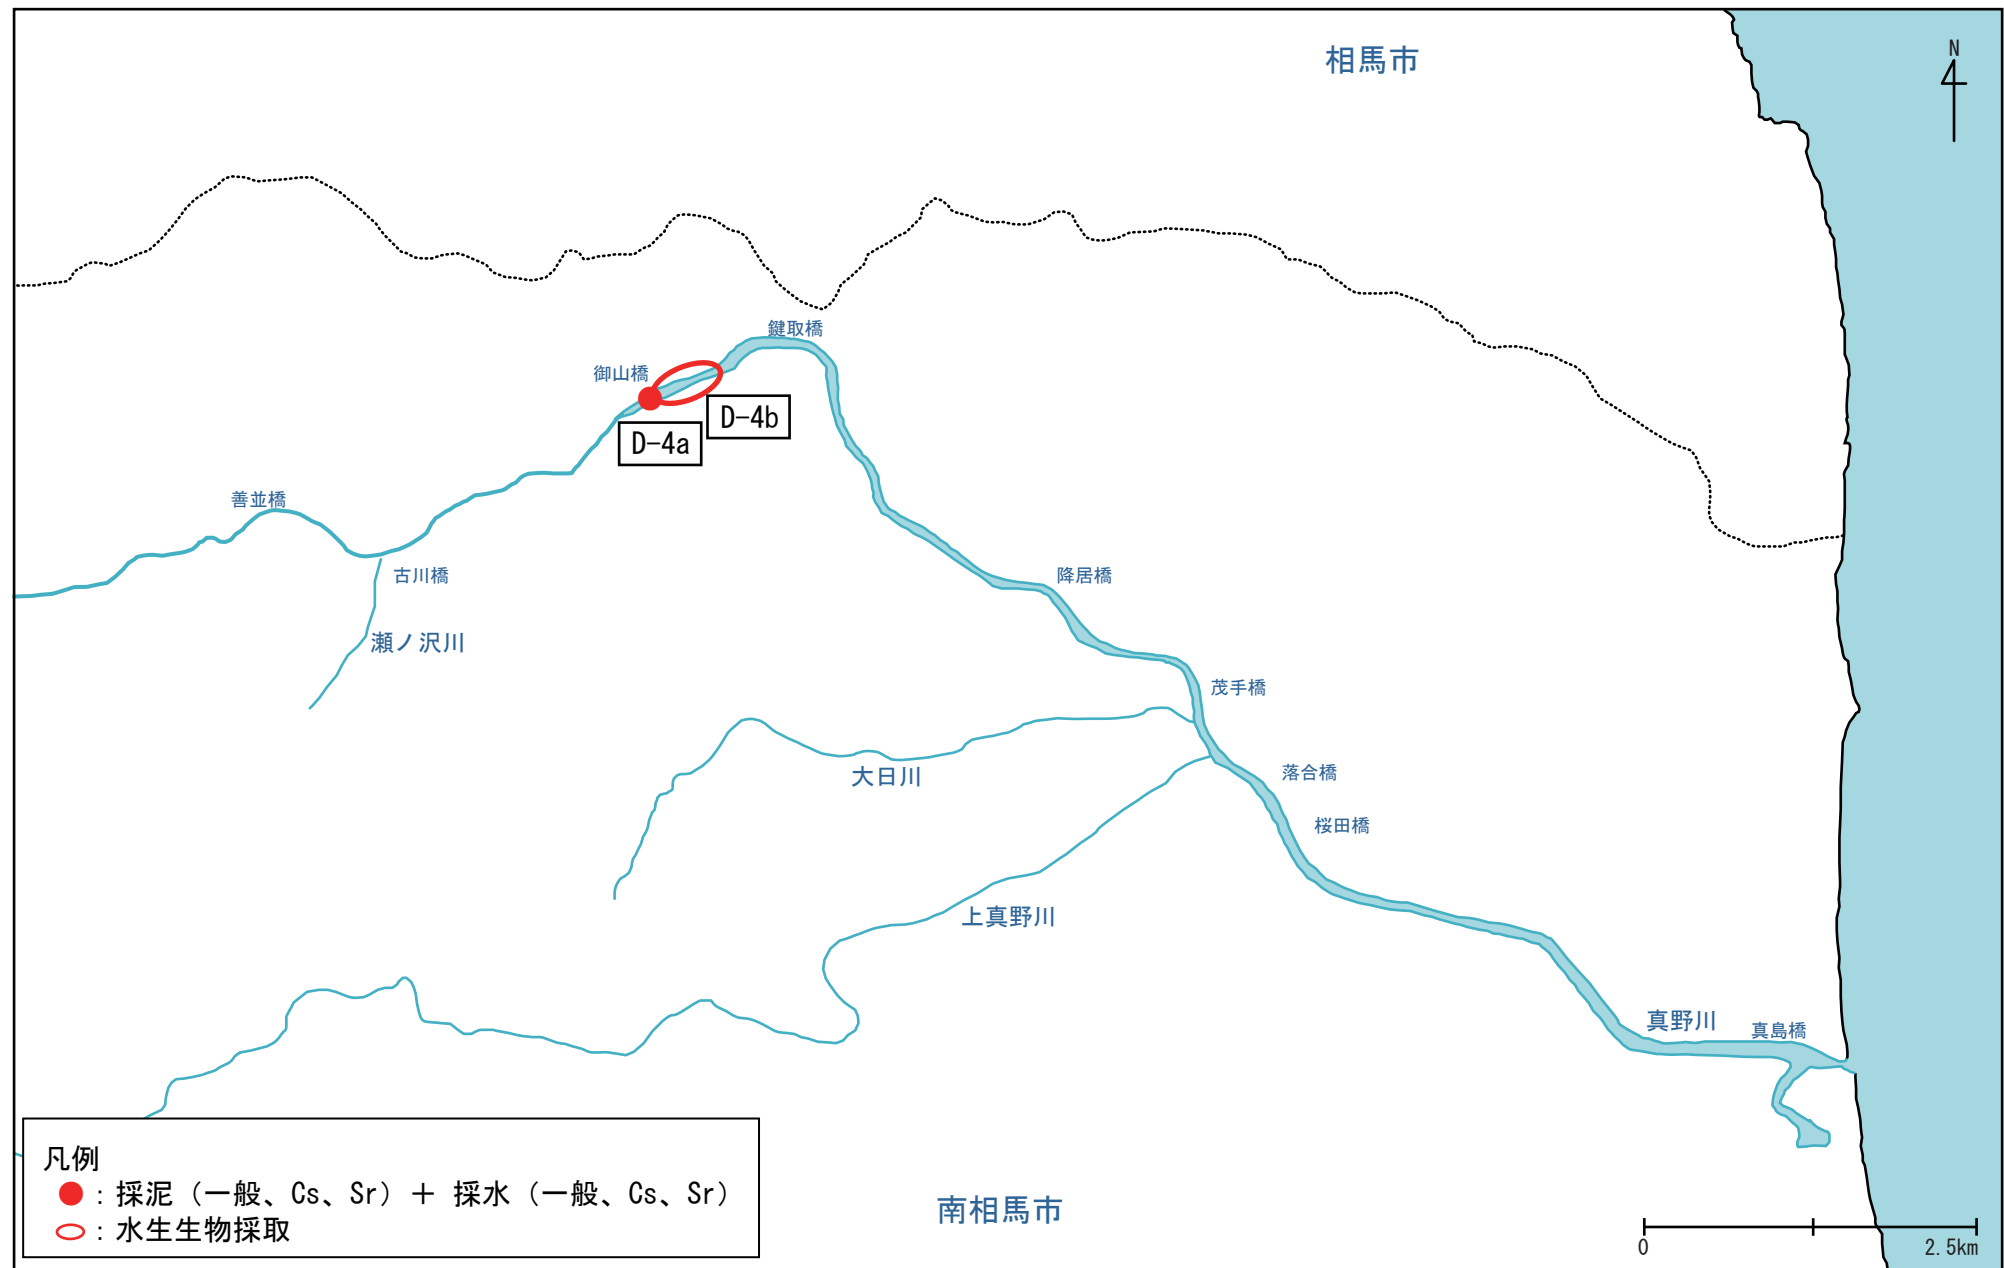 相馬市
N
鍵取橋
御山橋
D-4b
D-4a
善並橋
古川橋
降居橋
瀬ノ沢川
茂手橋
大日川
落合橋
桜田橋
上真野川
真野川
真島橋
凡例
：採泥（一般、Cs、Sr）＋ 採水（一般、Cs、Sr）
：水生生物採取
南相馬市
0
2.5km